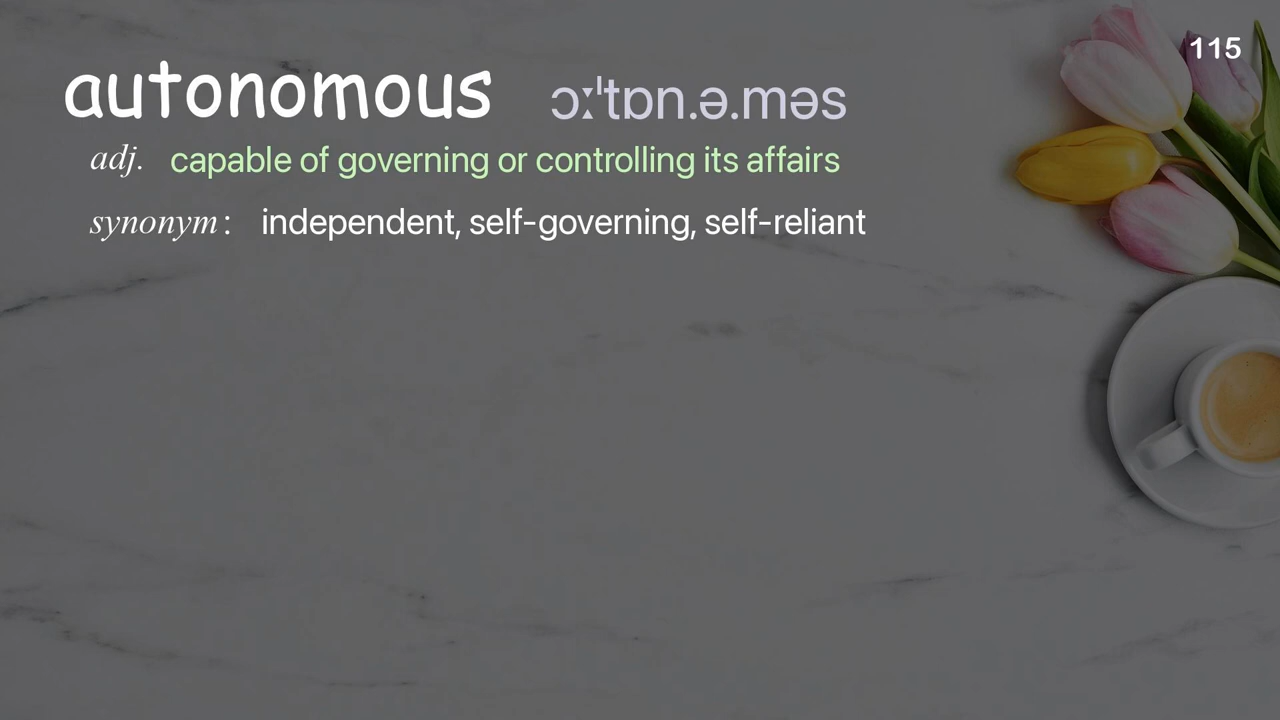 115
autonomous ɔːˈtɒn.ə.məs
adj. capable of governing or controlling its affairs
synonym: independent, self-governing, self-reliant